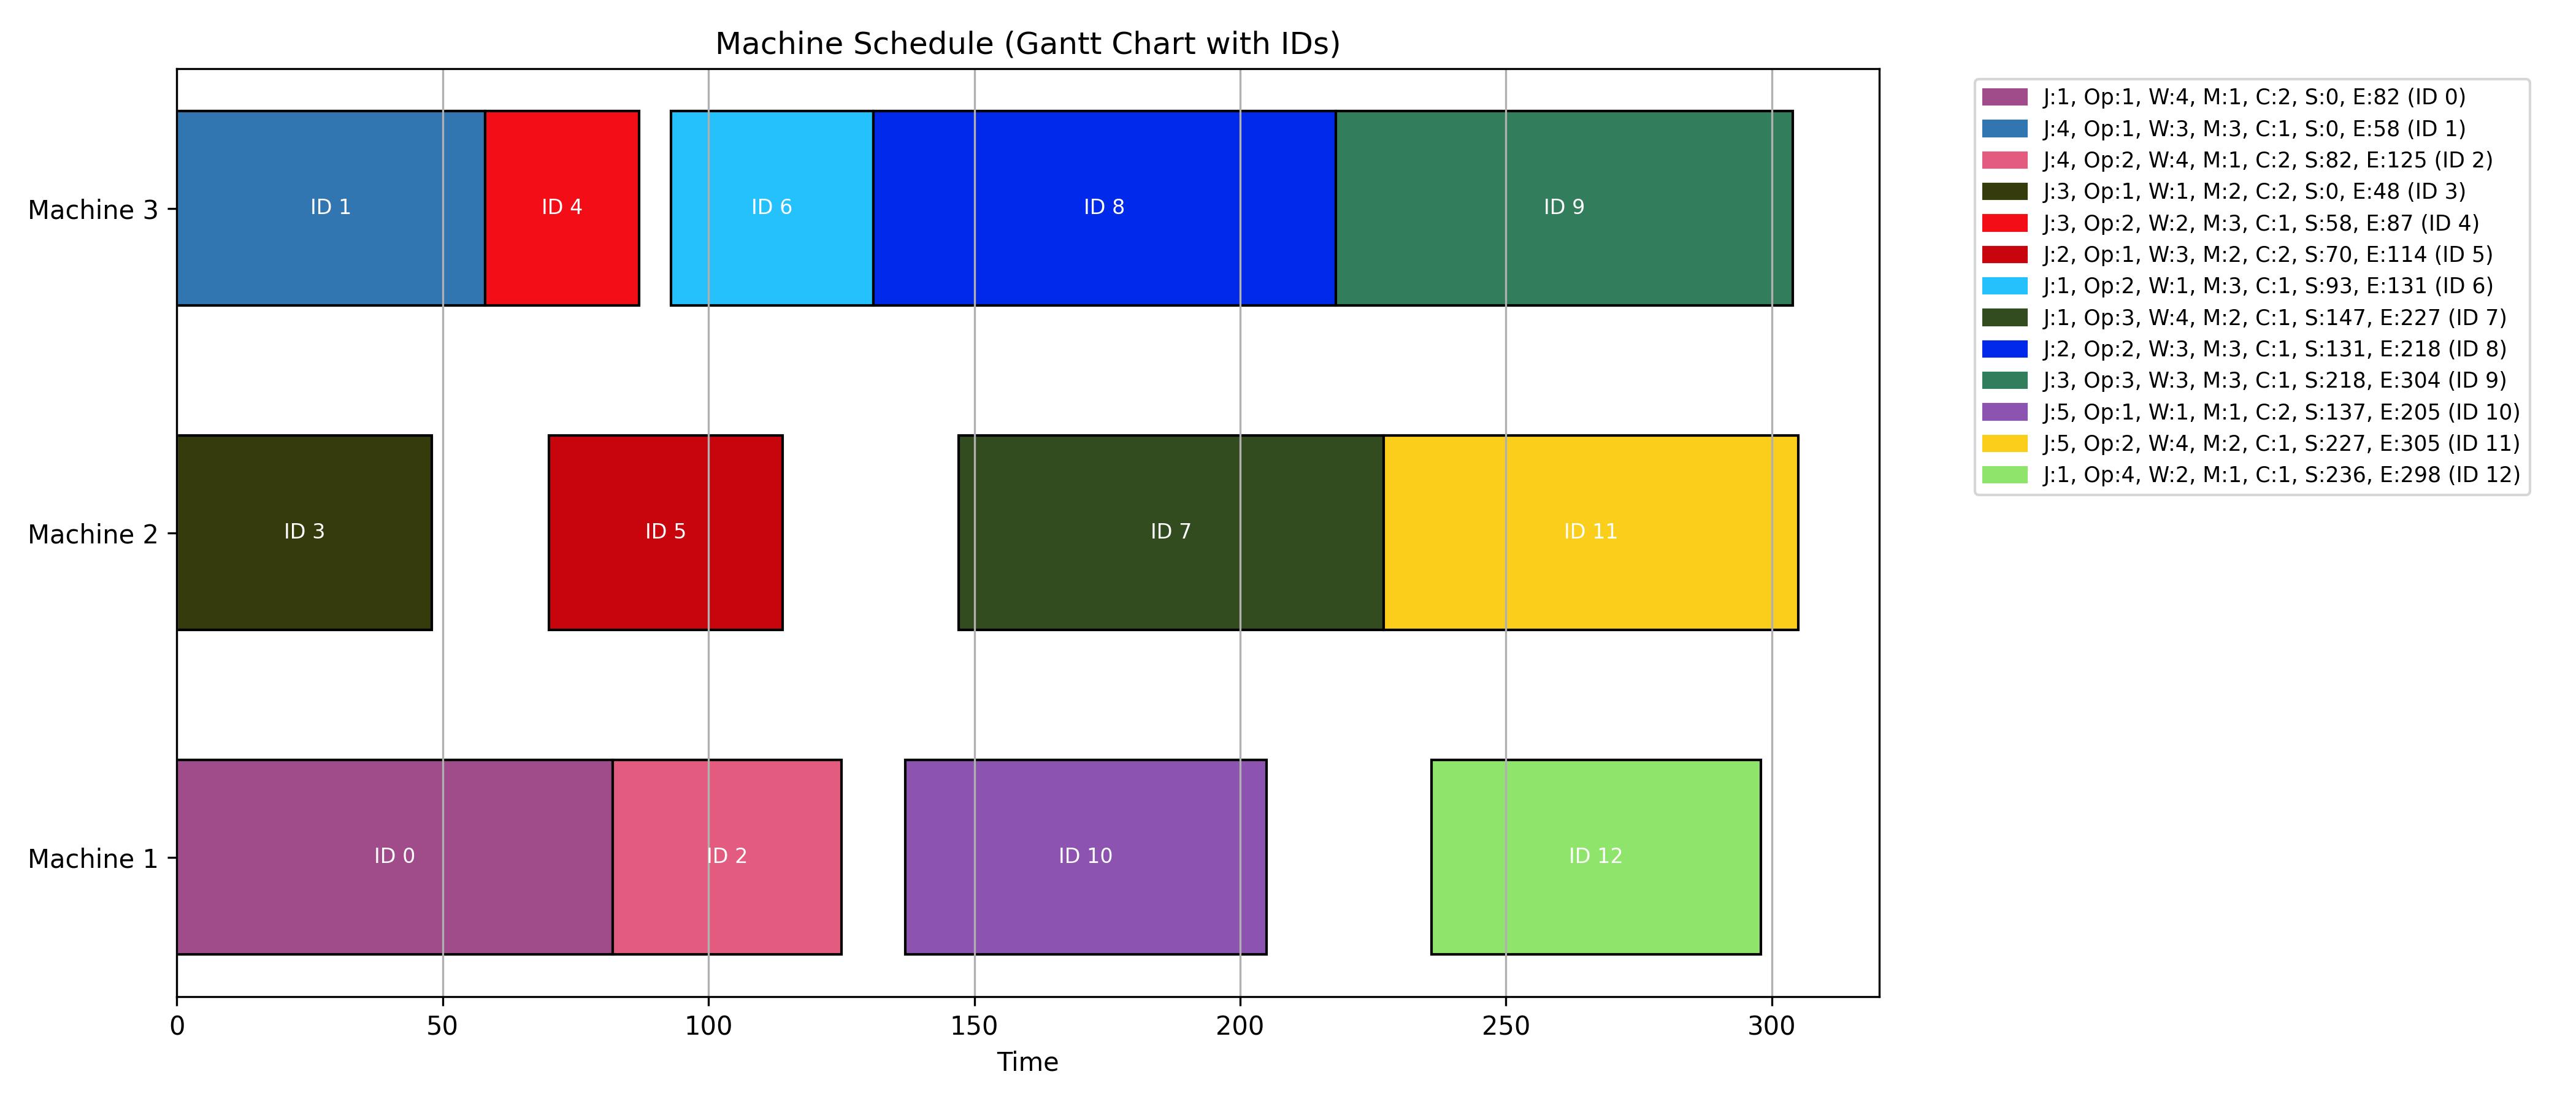 Machine Schedule (Gantt Chart with IDs)
Machine 3
ID 1
ID 4
ID 6
ID 8
ID 9
Machine 2
ID 3
ID 5
ID 7
ID 11
Machine 1
ID 0
ID 2
ID 10
ID 12
0 50 100 150 200 250 300
Time
J:1, Op:1, W:4, M:1, C:2, S:0, E:82 (ID 0)
J:4, Op:1, W:3, M:3, C:1, S:0, E:58 (ID 1)
J:4, Op:2, W:4, M:1, C:2, S:82, E:125 (ID 2)
J:3, Op:1, W:1, M:2, C:2, S:0, E:48 (ID 3)
J:3, Op:2, W:2, M:3, C:1, S:58, E:87 (ID 4)
J:2, Op:1, W:3, M:2, C:2, S:70, E:114 (ID 5)
J:1, Op:2, W:1, M:3, C:1, S:93, E:131 (ID 6)
J:1, Op:3, W:4, M:2, C:1, S:147, E:227 (ID 7)
J:2, Op:2, W:3, M:3, C:1, S:131, E:218 (ID 8)
J:3, Op:3, W:3, M:3, C:1, S:218, E:304 (ID 9)
J:5, Op:1, W:1, M:1, C:2, S:137, E:205 (ID 10)
J:5, Op:2, W:4, M:2, C:1, S:227, E:305 (ID 11)
J:1, Op:4, W:2, M:1, C:1, S:236, E:298 (ID 12)